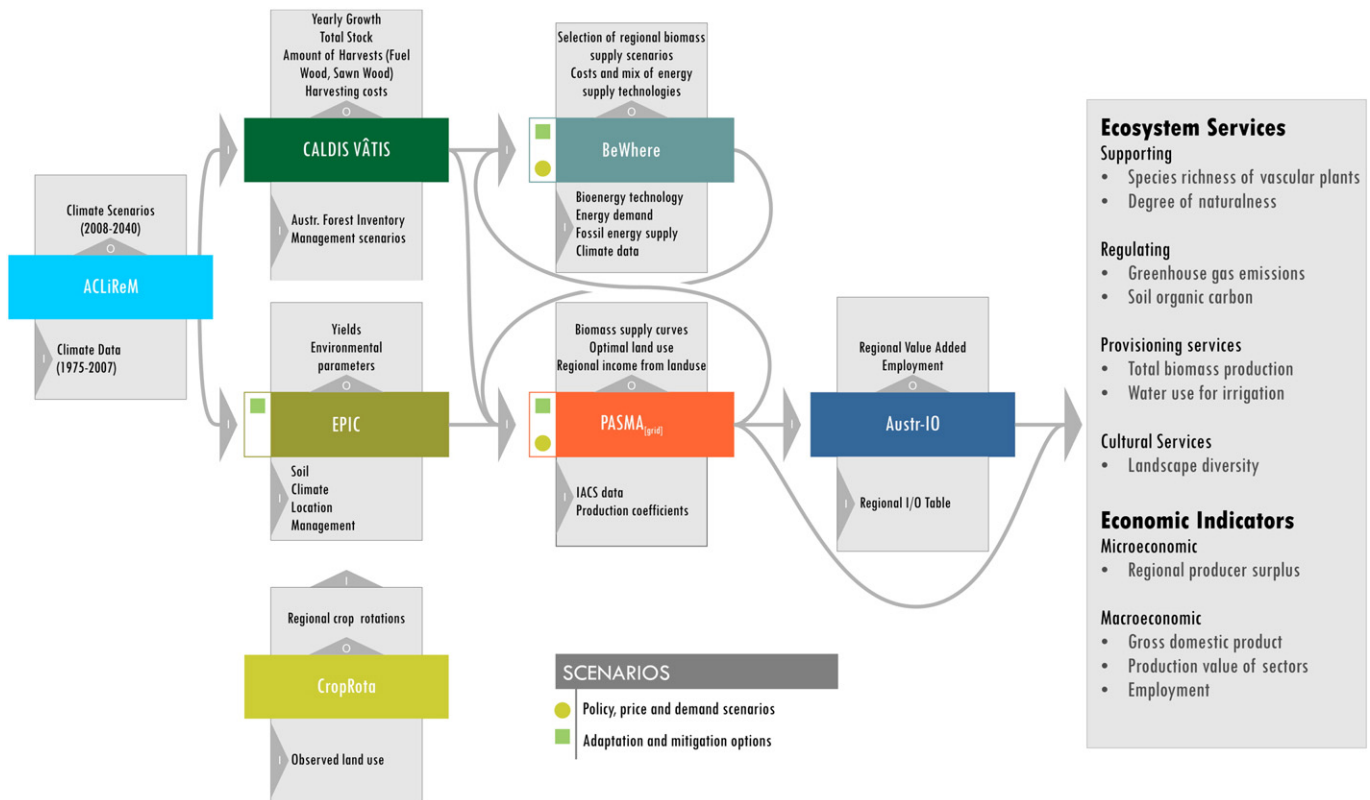 Yearly Growth
Total Stock
Amount of Harvests (Fuel
Wood, Sawn Wood)
Harvesting costs
O
I
CALDIS VÂTIS
I
Austr. Forest Inventory
Management scenarios
Selection of regional biomass
supply scenarios
Costs and mix of energy
supply technologies
O
I
BeWhere
I
Bioenergy technology
Energy demand
Fossil energy supply
Climate data
Climate Scenarios
(2008-2040)
O
ACLiReM
I
Climate Data
(1975-2007)
Yields
Environmental
parameters
O
I
EPIC
I
Soil
Climate
Location
Management
Biomass supply curves
Optimal land use
Regional income from landuse
O
I
PASMA[grid]
I
IACS data
Production coefficients
Regional Value Added
Employment
O
I
Austr-IO
I
Regional I/O Table
I
Regional crop rotations
O
CropRota
I
Observed land use
SCENARIOS
Policy, price and demand scenarios
Adaptation and mitigation options
I
Ecosystem Services
Supporting
• Species richness of vascular plants
• Degree of naturalness
Regulating
• Greenhouse gas emissions
• Soil organic carbon
Provisioning services
• Total biomass production
• Water use for irrigation
Cultural Services
• Landscape diversity
Economic Indicators
Microeconomic
• Regional producer surplus
Macroeconomic
• Gross domestic product
• Production value of sectors
• Employment